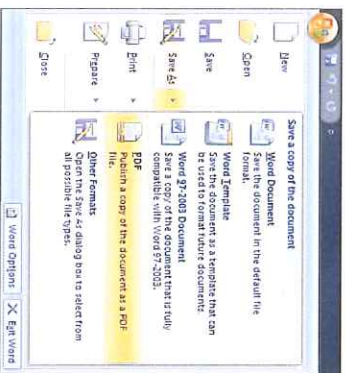 New
Open
Save
Save As
Print
Prepare
Close
Save a copy of the document
Word Document
Save the document in the default file
format.
Word Template
Save the document as a template that can
be used to format future documents.
Word 97-2003 Document
Save a copy of the document that is fully
compatible with Word 97-2003.
PDF
Publish a copy of the document as a PDF
file.
Other Formats
Open the Save As dialog box to select from
all possible file types.
Word Options
Exit Word